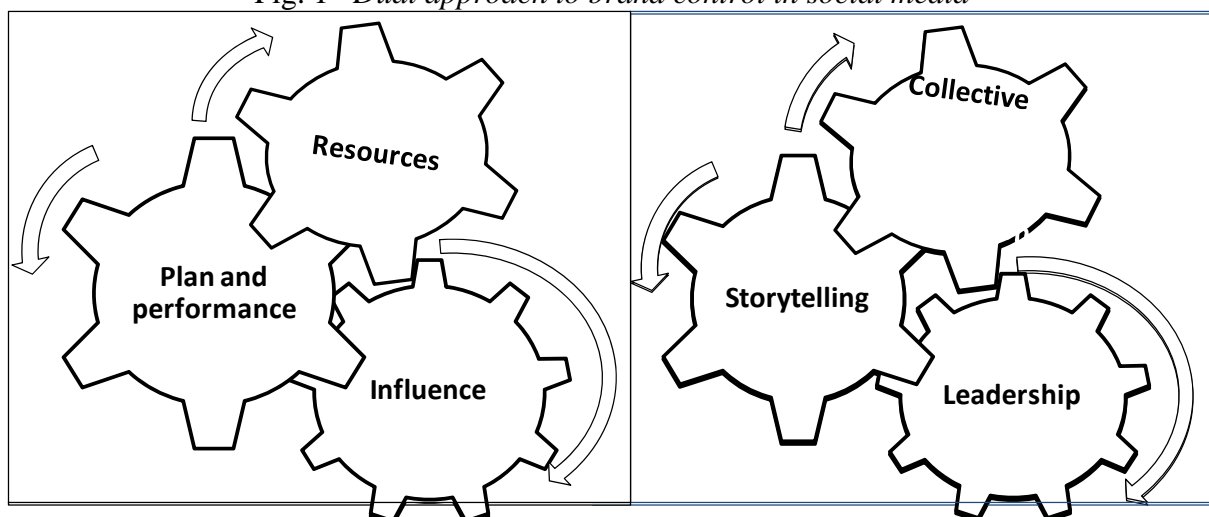 Fig. 1 Dual approach to brand control in social media
Resources
Plan and
performance
Influence
Collective
Storytelling
Leadership